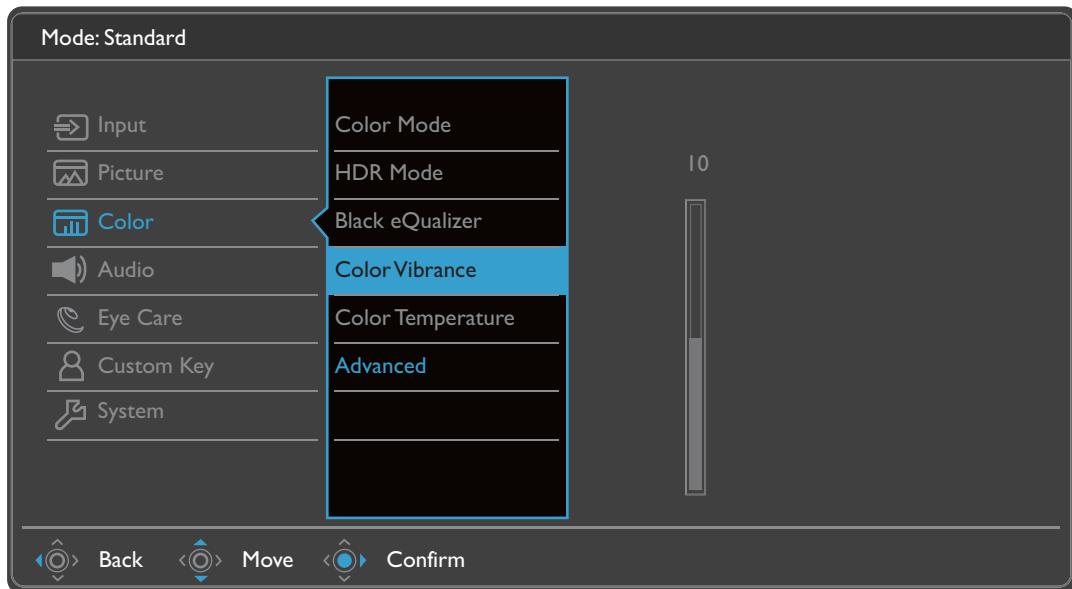 Mode: Standard
Input
Picture
Color
Audio
Eye Care
Custom Key
System
Color Mode
HDR Mode
Black eQualizer
Color Vibrance
Color Temperature
Advanced
10
Back Move Confirm